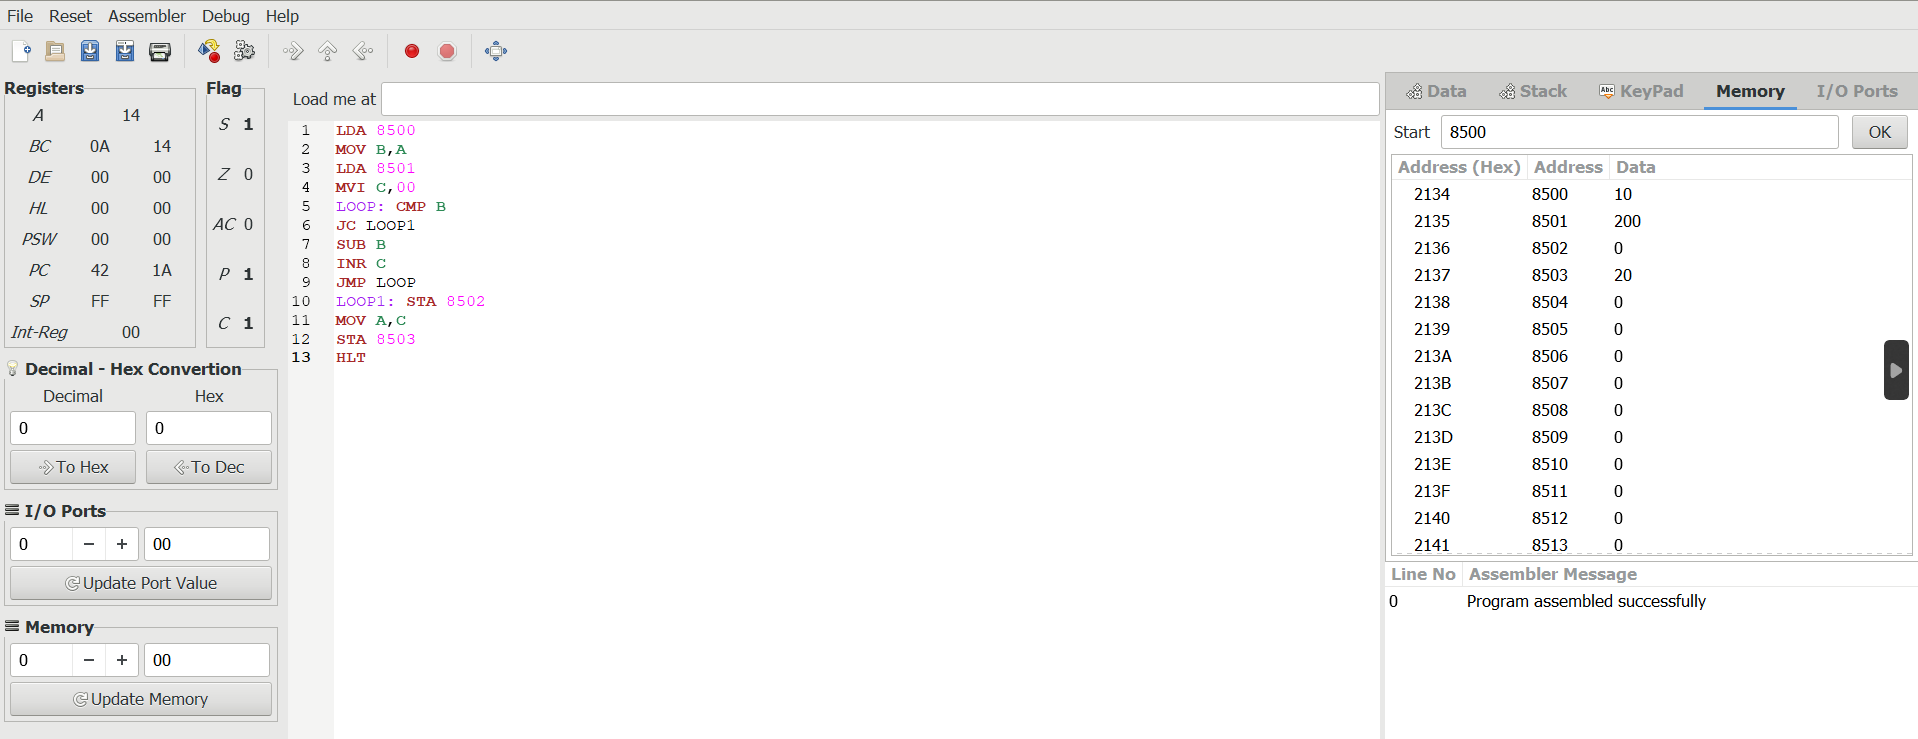 File Reset Assembler Debug Help
Registers
A 14
BC 0A 14
DE 00 00
HL 00 00
PSW 00 00
PC 42 1A
SP FF FF
Int-Reg 00
Flag
S 1
Z 0
AC 0
P 1
C 1
Decimal - Hex Convertion
Decimal Hex
0 0
To Hex To Dec
I/O Ports
0 − + 00
Update Port Value
Memory
0 − + 00
Update Memory
Load me at
1 LDA 8500
2 MOV B,A
3 LDA 8501
4 MVI C,00
5 LOOP: CMP B
6 JC LOOP1
7 SUB B
8 INR C
9 JMP LOOP
10 LOOP1: STA 8502
11 MOV A,C
12 STA 8503
13 HLT
Data Stack Abc KeyPad Memory I/O Ports
Start 8500 OK
Address (Hex) Address Data
2134 8500 10
2135 8501 200
2136 8502 0
2137 8503 20
2138 8504 0
2139 8505 0
213A 8506 0
213B 8507 0
213C 8508 0
213D 8509 0
213E 8510 0
213F 8511 0
2140 8512 0
2141 8513 0
Line No Assembler Message
0 Program assembled successfully